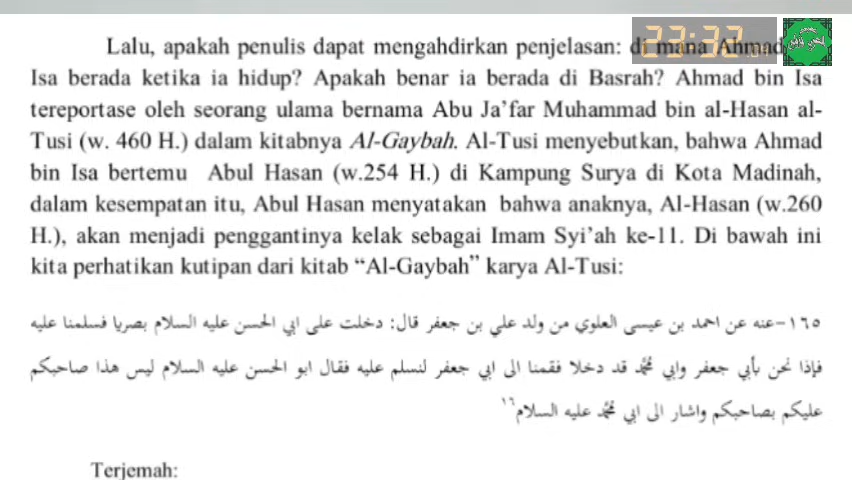 23:32
Lalu, apakah penulis dapat mengahdirkan penjelasan: di mana Ahmad
Isa berada ketika ia hidup? Apakah benar ia berada di Basrah? Ahmad bin Isa
tereportase oleh seorang ulama bernama Abu Ja’far Muhammad bin al-Hasan al-
Tusi (w. 460 H.) dalam kitabnya Al-Gaybah. Al-Tusi menyebutkan, bahwa Ahmad
bin Isa bertemu Abul Hasan (w.254 H.) di Kampung Surya di Kota Madinah,
dalam kesempatan itu, Abul Hasan menyatakan bahwa anaknya, Al-Hasan (w.260
H.), akan menjadi penggantinya kelak sebagai Imam Syi’ah ke-11. Di bawah ini
kita perhatikan kutipan dari kitab “Al-Gaybah” karya Al-Tusi:
١٦٥-عنه عن احمد بن عيسى العلوي من ولد علي بن جعفر قال: دخلت على ابي الحسن عليه السلام بصريا فسلمنا عليه
فإذا نحن بأبي جعفر وابي محمد قد دخلا فقمنا الى ابي جعفر لنسلم عليه فقال ابو الحسن عليه السلام ليس هذا صاحبكم
عليكم بصاحبكم واشار الى ابي محمد عليه السلام١٦
Terjemah: